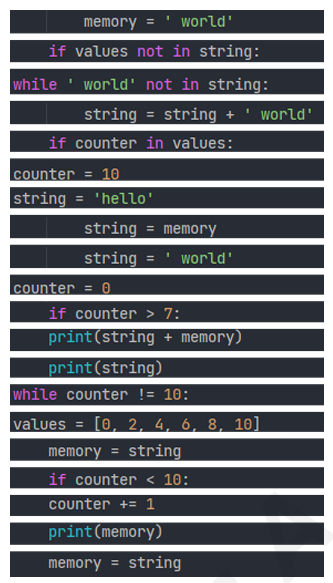 memory = ' world'
    if values not in string:
while ' world' not in string:
        string = string + ' world'
    if counter in values:
counter = 10
string = 'hello'
        string = memory
        string = ' world'
counter = 0
    if counter > 7:
    print(string + memory)
    print(string)
while counter != 10:
values = [0, 2, 4, 6, 8, 10]
    memory = string
    if counter < 10:
    counter += 1
    print(memory)
    memory = string